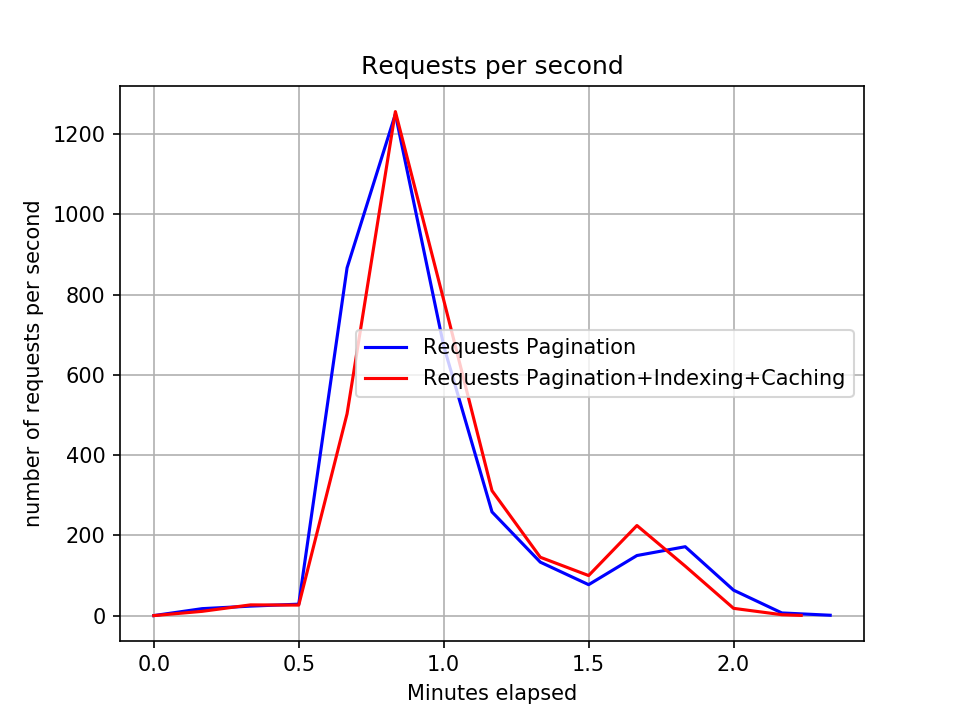 Requests per second
number of requests per second
1200
1000
800
600
400
200
0
Requests Pagination
Requests Pagination+Indexing+Caching
0.0
0.5
1.0
1.5
2.0
Minutes elapsed